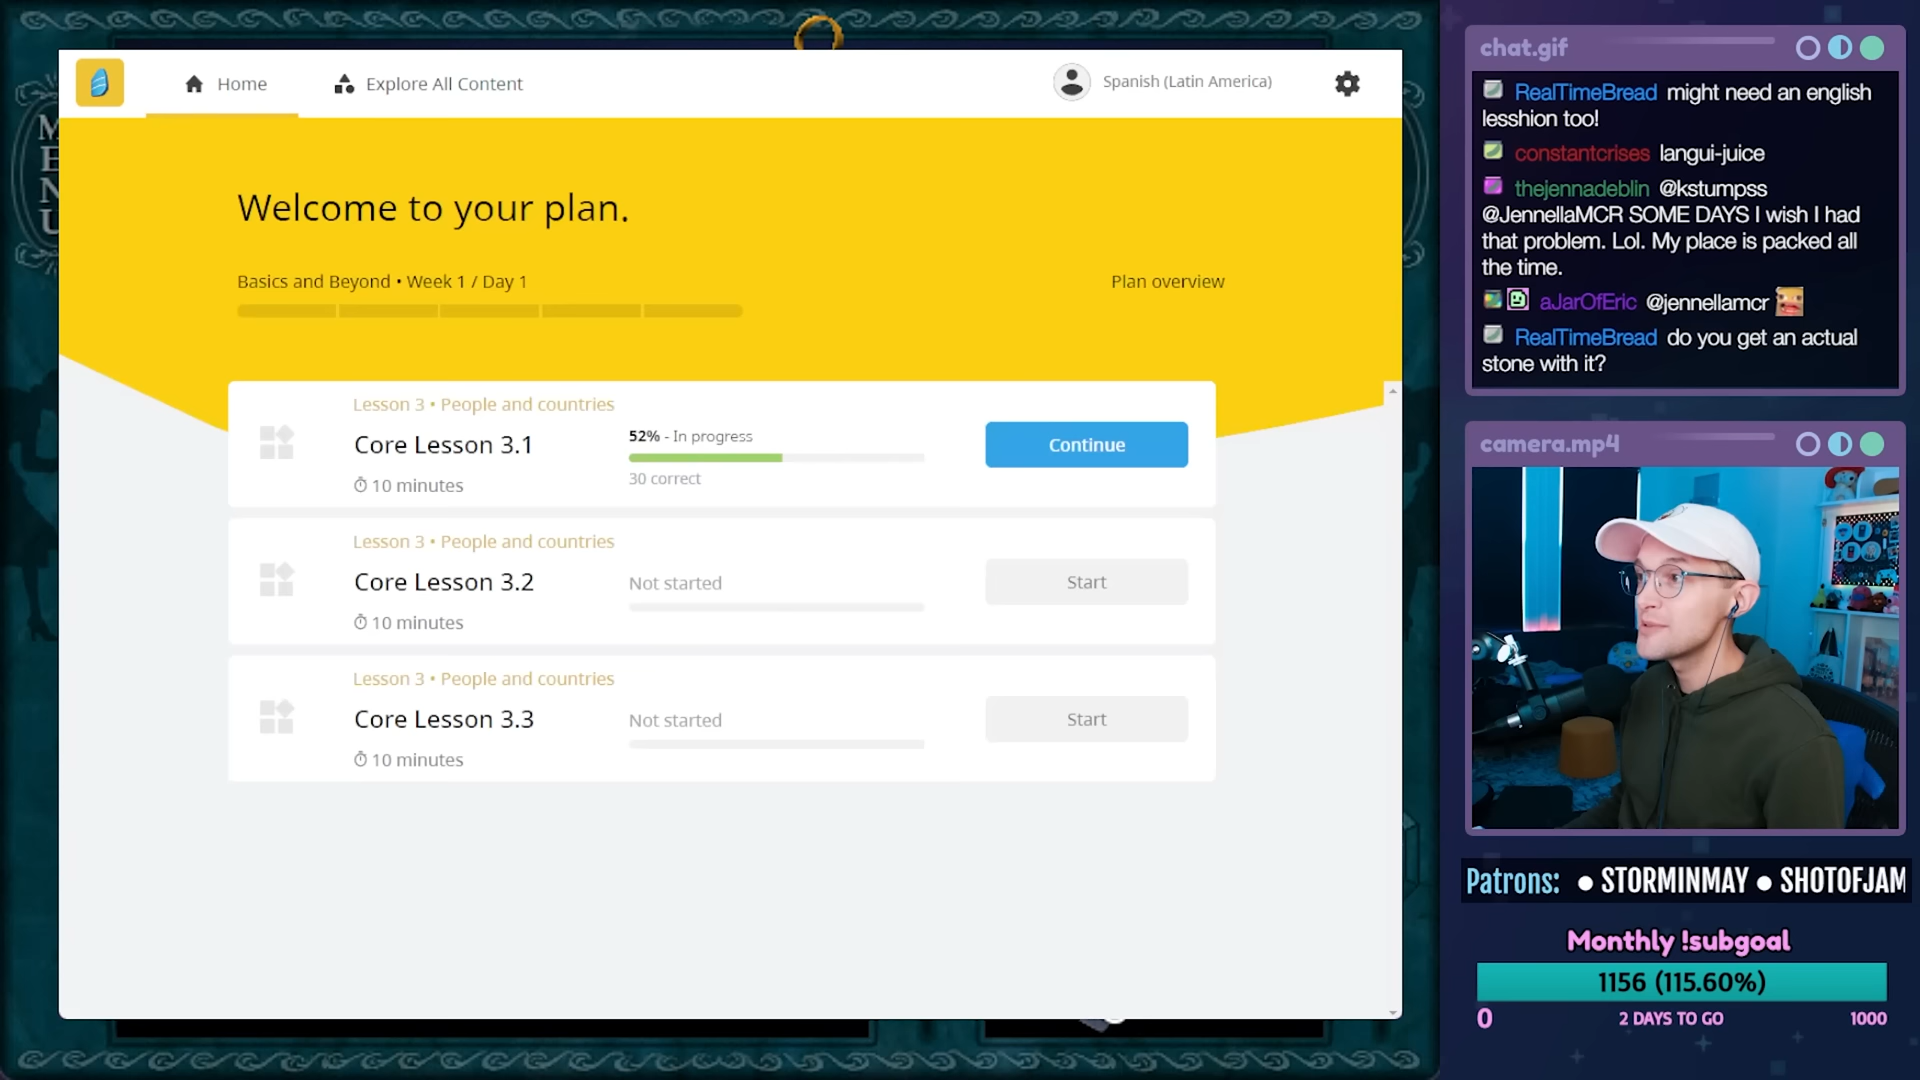 MENU
Home
Explore All Content
Spanish (Latin America)
Welcome to your plan.
Basics and Beyond • Week 1 / Day 1
Plan overview
Lesson 3 • People and countries
Core Lesson 3.1
10 minutes
52% - In progress
30 correct
Continue
Lesson 3 • People and countries
Core Lesson 3.2
10 minutes
Not started
Start
Lesson 3 • People and countries
Core Lesson 3.3
10 minutes
Not started
Start
chat.gif
RealTimeBread might need an english
lesshion too!
constantcrises langui-juice
thejennadeblin @kstumpss
@JennellaMCR SOME DAYS I wish I had
that problem. Lol. My place is packed all
the time.
aJarOfEric @jennellamcr
RealTimeBread do you get an actual
stone with it?
camera.mp4
Patrons: ● STORMINMAY ● SHOTOFJAM
Monthly !subgoal
1156 (115.60%)
0 2 DAYS TO GO 1000